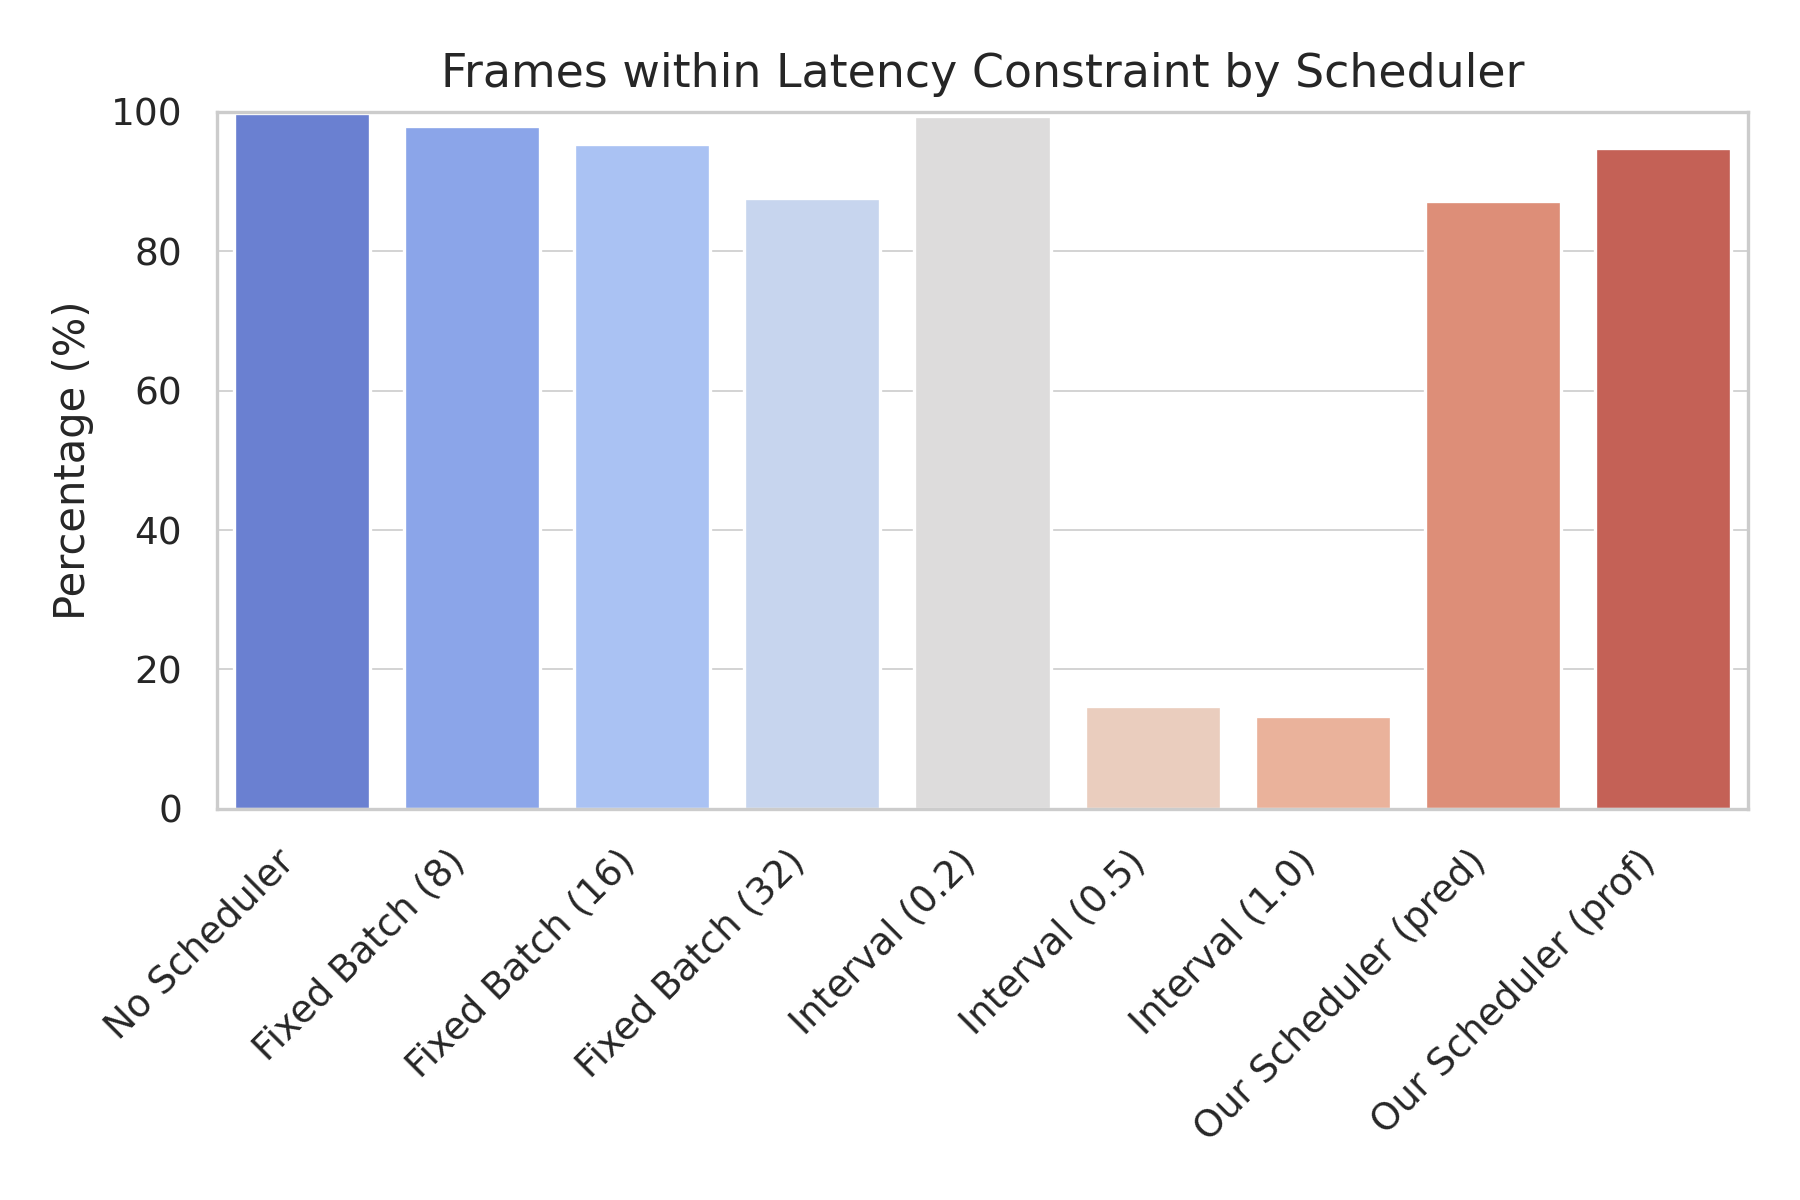 Frames within Latency Constraint by Scheduler
Percentage (%)
100
80
60
40
20
0
No Scheduler
Fixed Batch (8)
Fixed Batch (16)
Fixed Batch (32)
Interval (0.2)
Interval (0.5)
Interval (1.0)
Our Scheduler (pred)
Our Scheduler (prof)